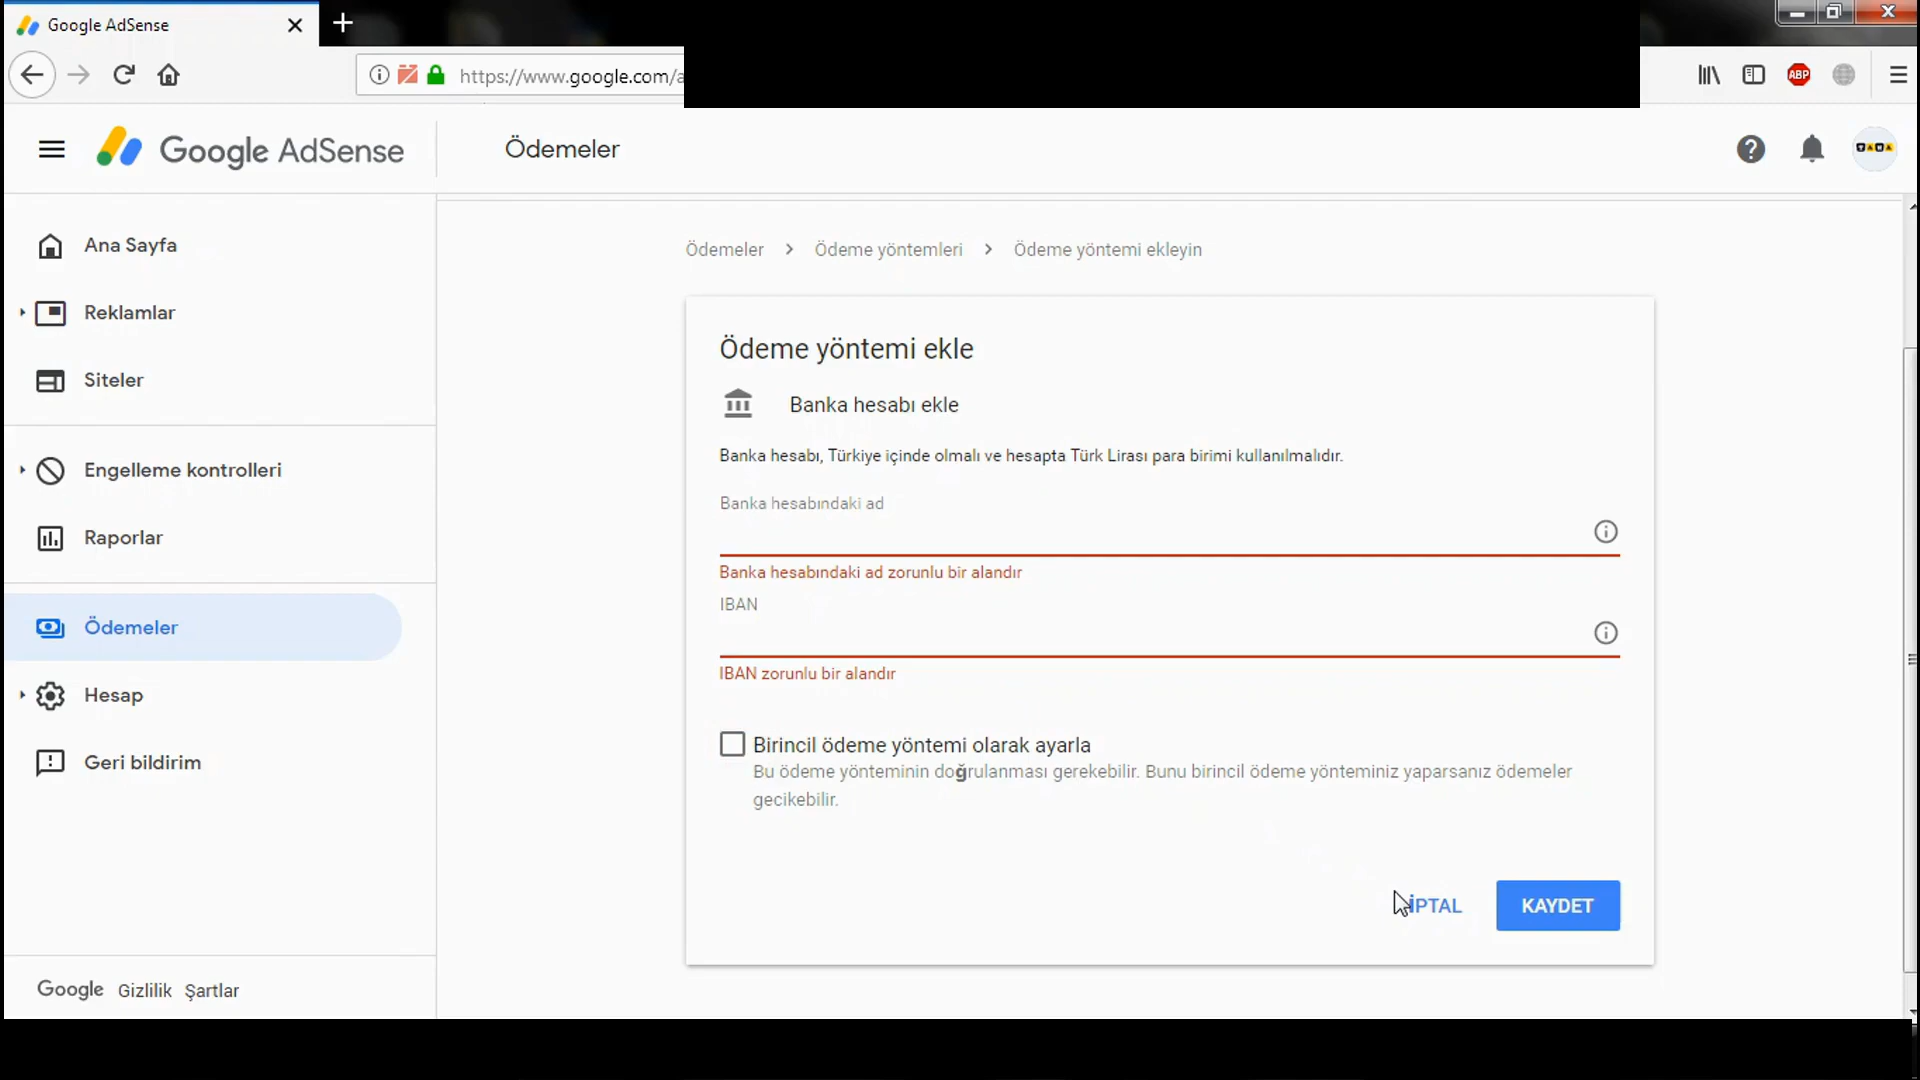 Google AdSense
https://www.google.com/a
ABP
Google AdSense
Ödemeler
Ana Sayfa
Reklamlar
Siteler
Engelleme kontrolleri
Raporlar
Ödemeler
Hesap
Geri bildirim
Google Gizlilik Şartlar
Ödemeler > Ödeme yöntemleri > Ödeme yöntemi ekleyin
Ödeme yöntemi ekle
Banka hesabı ekle
Banka hesabı, Türkiye içinde olmalı ve hesapta Türk Lirası para birimi kullanılmalıdır.
Banka hesabındaki ad
Banka hesabındaki ad zorunlu bir alandır
IBAN
IBAN zorunlu bir alandır
Birincil ödeme yöntemi olarak ayarla
Bu ödeme yönteminin doğrulanması gerekebilir. Bunu birincil ödeme yönteminiz yaparsanız ödemeler
gecikebilir.
İPTAL
KAYDET